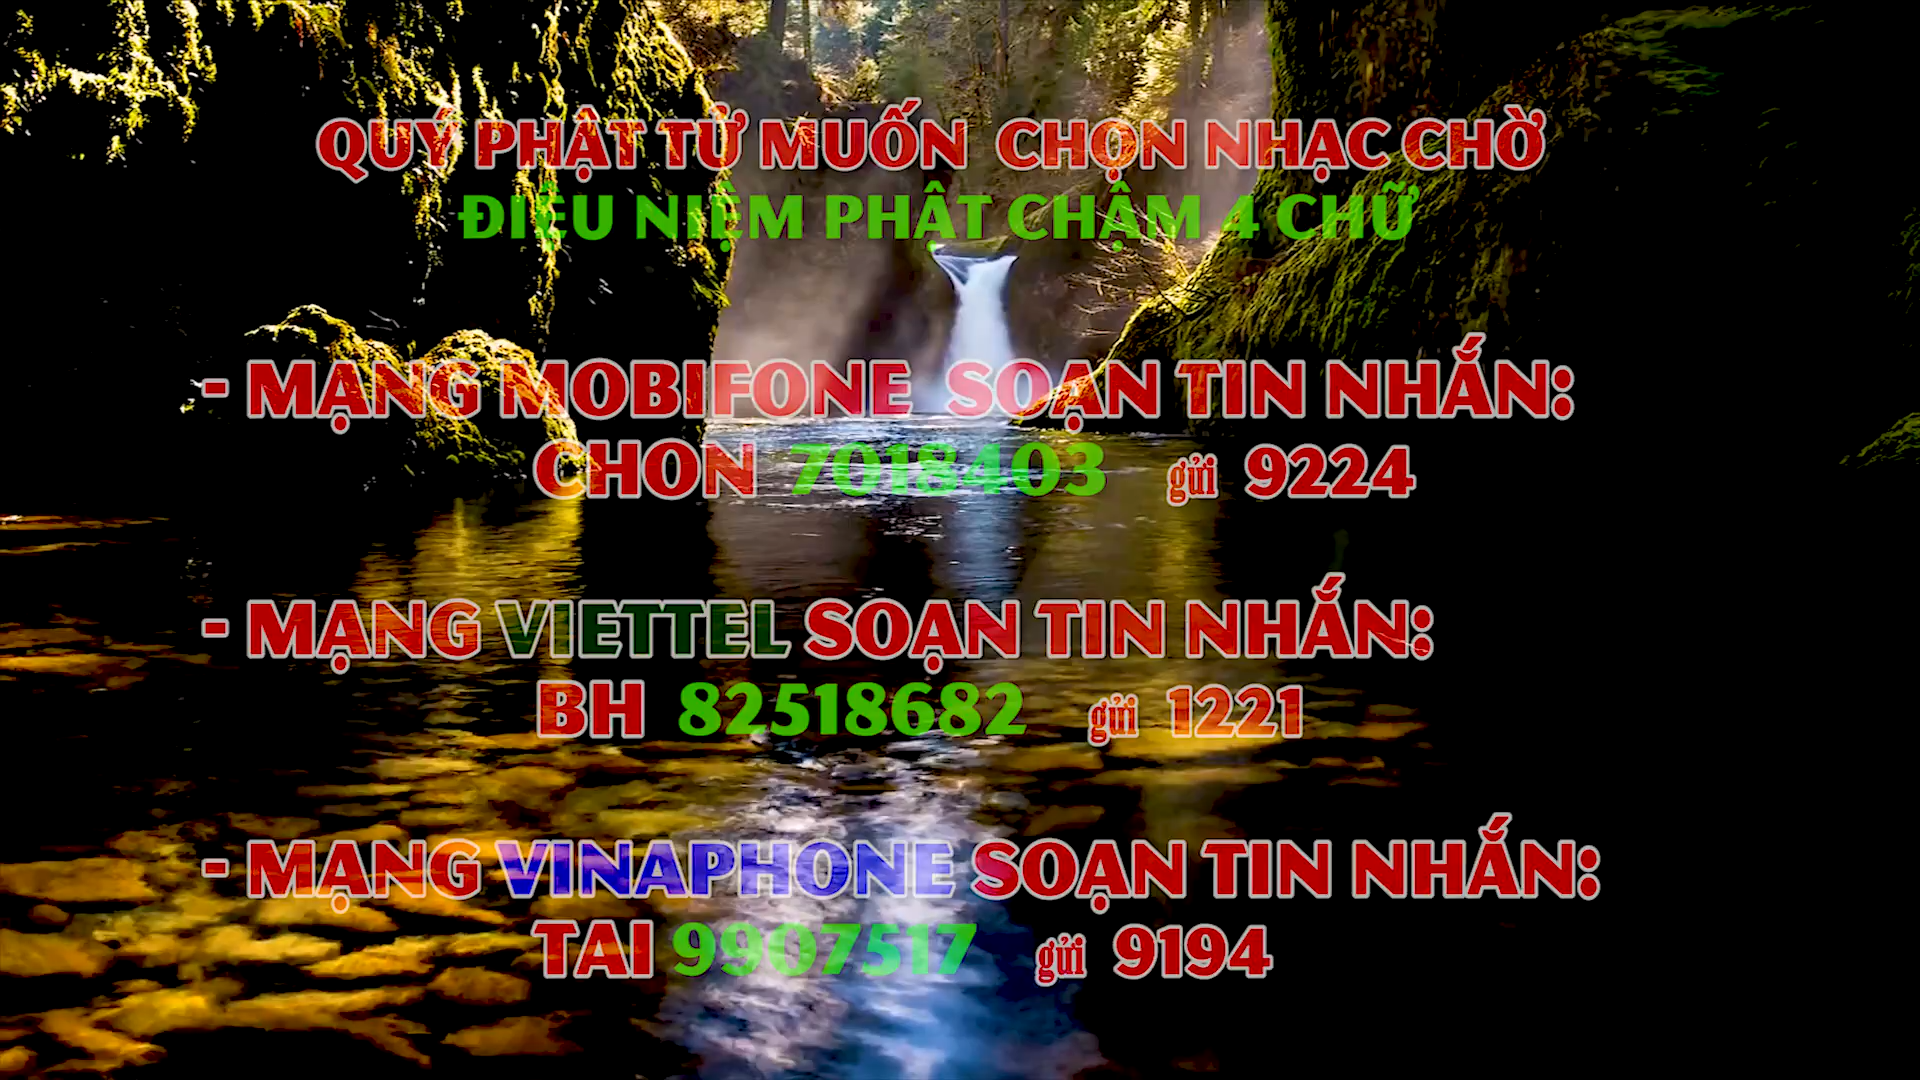 QUÝ PHẬT TỬ MUỐN CHỌN NHẠC CHỜ
ĐIỆU NIỆM PHẬT CHẬM 4 CHỮ
- MẠNG MOBIFONE SOẠN TIN NHẮN:
CHON 7018403 gửi 9224
- MẠNG VIETTEL SOẠN TIN NHẮN:
BH 82518682 gửi 1221
- MẠNG VINAPHONE SOẠN TIN NHẮN:
TAI 9907517 gửi 9194